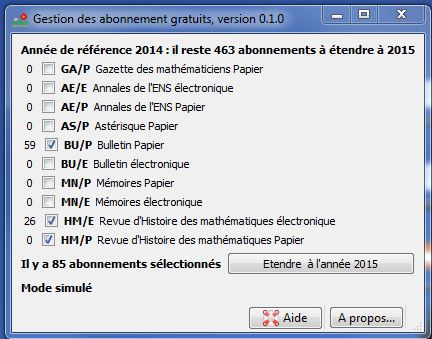 Gestion des abonnement gratuits, version 0.1.0
Année de référence 2014 : il reste 463 abonnements à étendre à 2015
0 GA/P Gazette des mathématiciens Papier
0 AE/E Annales de l'ENS électronique
0 AE/P Annales de l'ENS Papier
0 AS/P Astérisque Papier
59 BU/P Bulletin Papier
0 BU/E Bulletin électronique
0 MN/P Mémoires Papier
0 MN/E Mémoires électronique
26 HM/E Revue d'Histoire des mathématiques électronique
0 HM/P Revue d'Histoire des mathématiques Papier
Il y a 85 abonnements sélectionnés Etendre à l'année 2015
Mode simulé
Aide A propos...